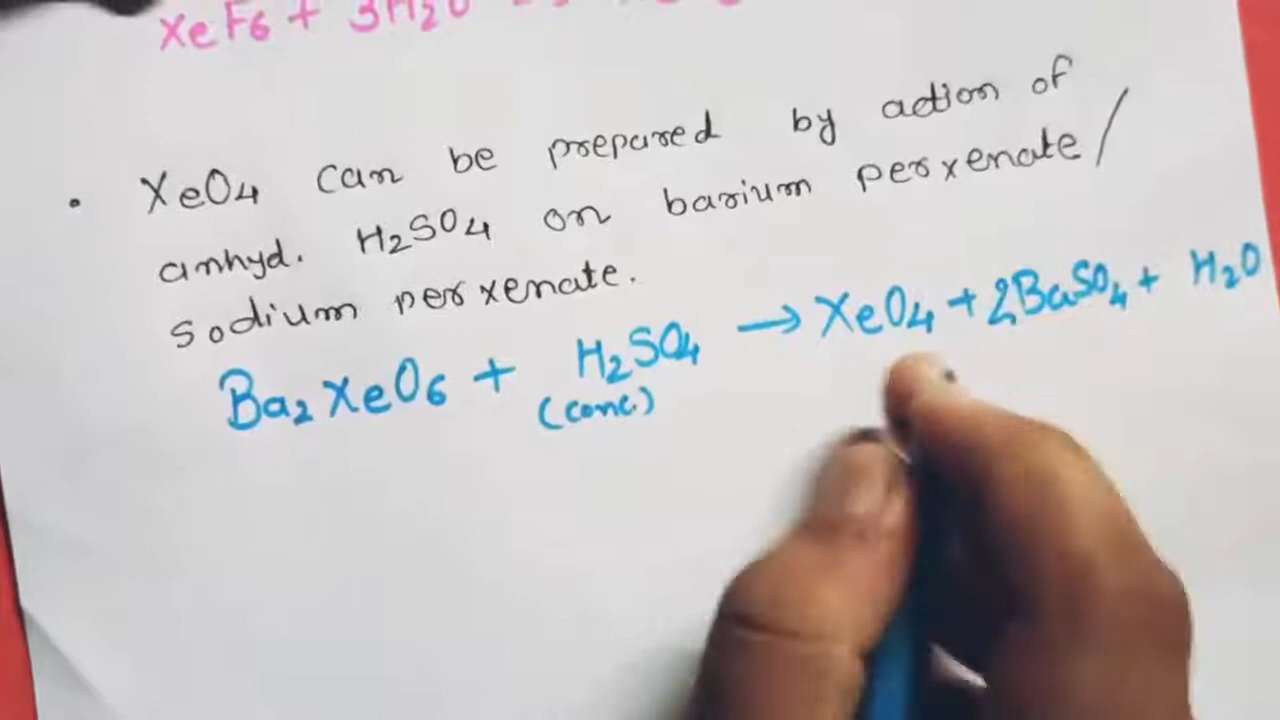 XeF6 + 3H2O
• XeO4 can be prepared by action of
anhyd. H2SO4 on barium perxenate/
sodium perxenate.
Ba2XeO6 + H2SO4 → XeO4 + 2BaSO4 + H2O
(conc.)